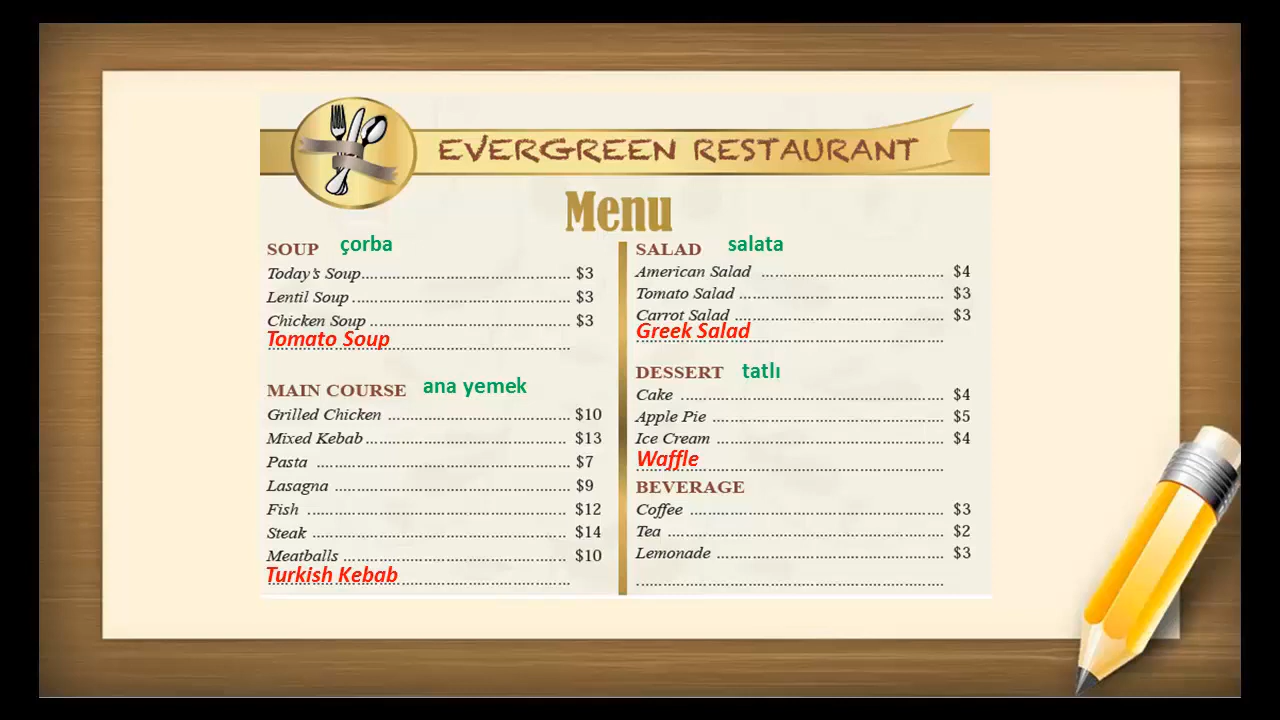 EVERGREEN RESTAURANT
Menu
SOUP çorba
Today's Soup.................................................. $3
Lentil Soup.................................................... $3
Chicken Soup................................................ $3
Tomato Soup
MAIN COURSE ana yemek
Grilled Chicken ............................................ $10
Mixed Kebab................................................ $13
Pasta ............................................................ $7
Lasagna ........................................................ $9
Fish .............................................................. $12
Steak ............................................................ $14
Meatballs ...................................................... $10
Turkish Kebab
SALAD salata
American Salad ............................................ $4
Tomato Salad ................................................ $3
Carrot Salad ................................................ $3
Greek Salad
DESSERT tatlı
Cake ............................................................ $4
Apple Pie ...................................................... $5
Ice Cream ...................................................... $4
Waffle
BEVERAGE
Coffee .......................................................... $3
Tea ................................................................ $2
Lemonade ...................................................... $3